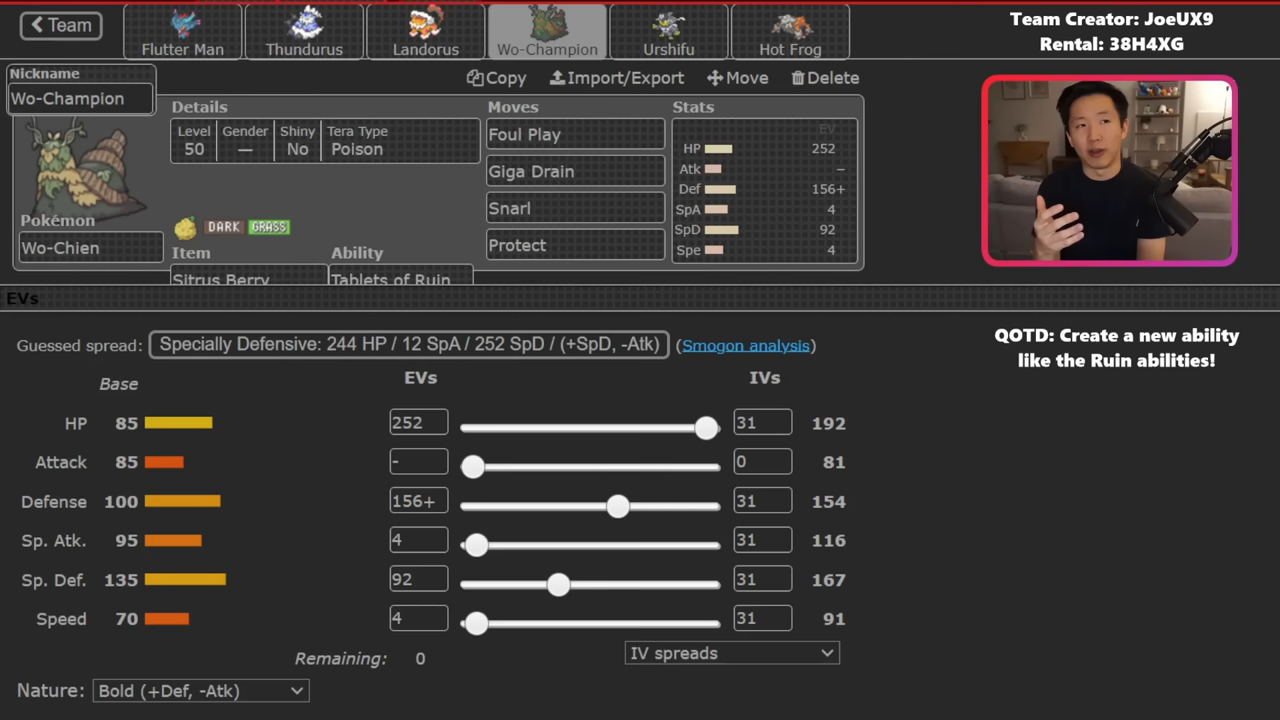 Team
Flutter Man
Thundurus
Landorus
Wo-Champion
Urshifu
Hot Frog
Team Creator: JoeUX9
Rental: 38H4XG
Nickname
Wo-Champion
Copy
Import/Export
Move
Delete
Details
Level
50
Gender
—
Shiny
No
Tera Type
Poison
Pokémon
Wo-Chien
DARK
GRASS
Item
Sitrus Berry
Ability
Tablets of Ruin
Moves
Foul Play
Giga Drain
Snarl
Protect
Stats
EV
HP 252
Atk –
Def 156+
SpA 4
SpD 92
Spe 4
EVs
Guessed spread: Specially Defensive: 244 HP / 12 SpA / 252 SpD / (+SpD, -Atk) (Smogon analysis)
QOTD: Create a new ability
like the Ruin abilities!
Base EVs IVs
HP 85 252 31 192
Attack 85 - 0 81
Defense 100 156+ 31 154
Sp. Atk. 95 4 31 116
Sp. Def. 135 92 31 167
Speed 70 4 31 91
Remaining: 0
IV spreads
Nature: Bold (+Def, -Atk)